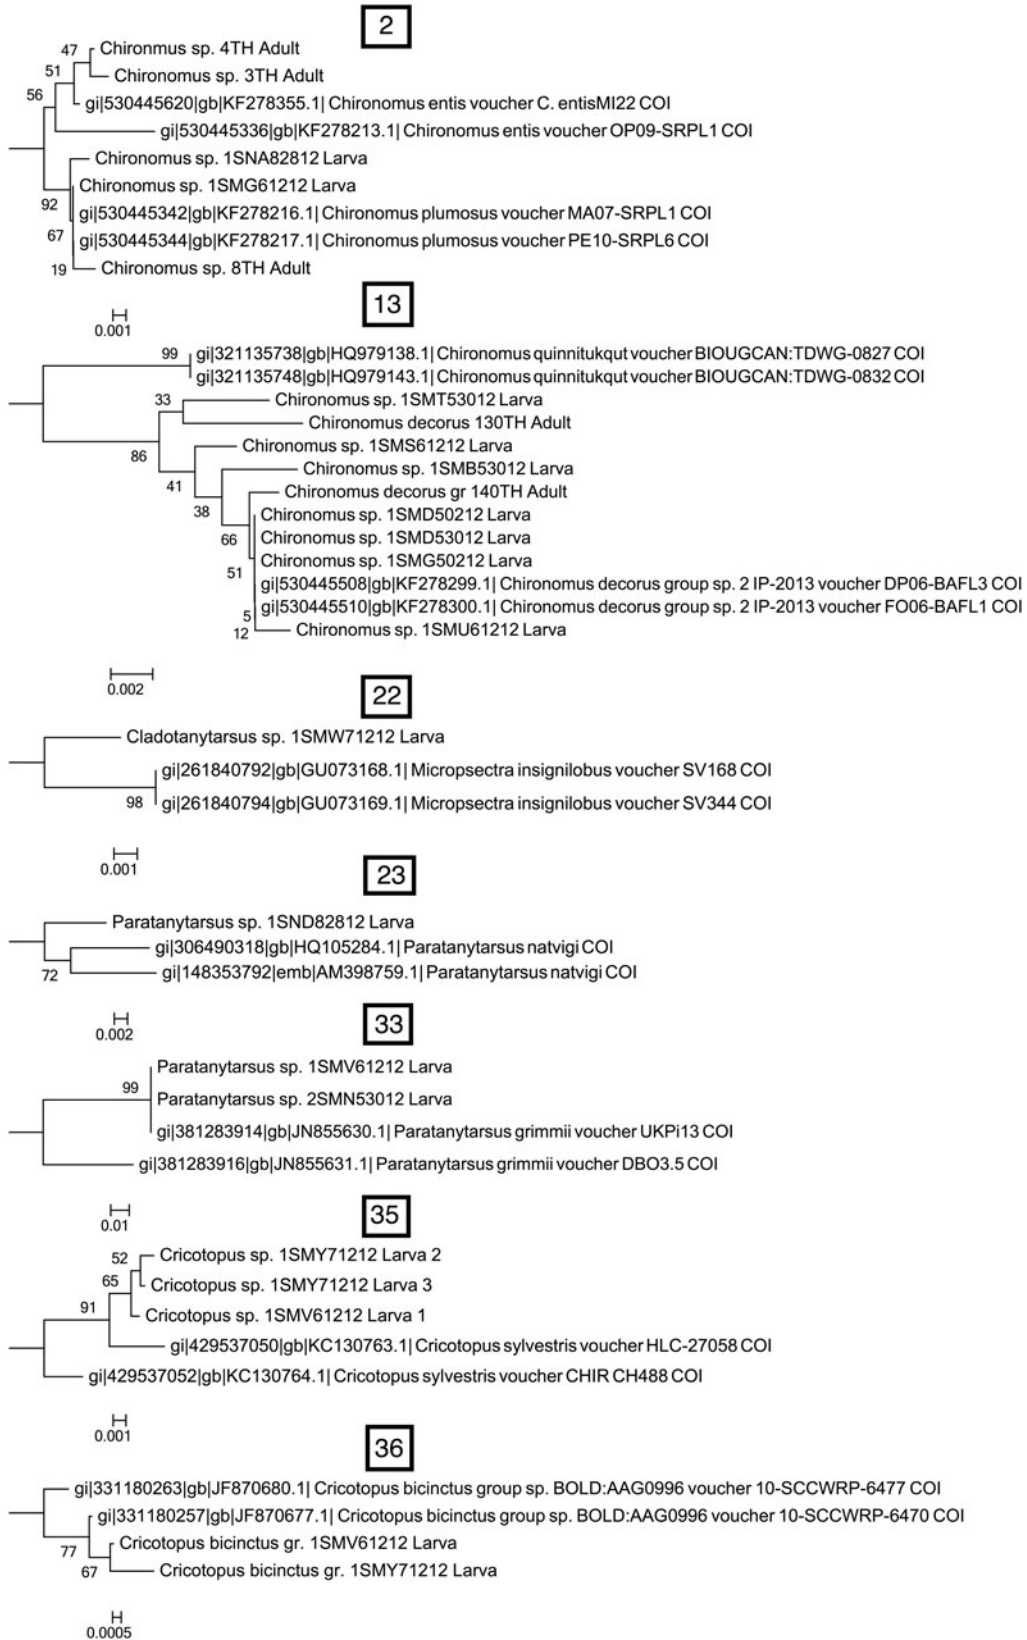 2
47
Chironmus sp. 4TH Adult
51
Chironomus sp. 3TH Adult
56
gi|530445620|gb|KF278355.1| Chironomus entis voucher C. entisMI22 COI
gi|530445336|gb|KF278213.1| Chironomus entis voucher OP09-SRPL1 COI
Chironomus sp. 1SNA82812 Larva
Chironomus sp. 1SMG61212 Larva
92
gi|530445342|gb|KF278216.1| Chironomus plumosus voucher MA07-SRPL1 COI
67
gi|530445344|gb|KF278217.1| Chironomus plumosus voucher PE10-SRPL6 COI
19
Chironomus sp. 8TH Adult
0.001
13
99
gi|321135738|gb|HQ979138.1| Chironomus quinnitukqut voucher BIOUGCAN:TDWG-0827 COI
gi|321135748|gb|HQ979143.1| Chironomus quinnitukqut voucher BIOUGCAN:TDWG-0832 COI
33
Chironomus sp. 1SMT53012 Larva
Chironomus decorus 130TH Adult
86
Chironomus sp. 1SMS61212 Larva
Chironomus sp. 1SMB53012 Larva
41
Chironomus decorus gr 140TH Adult
38
Chironomus sp. 1SMD50212 Larva
66
Chironomus sp. 1SMD53012 Larva
Chironomus sp. 1SMG50212 Larva
51
gi|530445508|gb|KF278299.1| Chironomus decorus group sp. 2 IP-2013 voucher DP06-BAFL3 COI
gi|530445510|gb|KF278300.1| Chironomus decorus group sp. 2 IP-2013 voucher FO06-BAFL1 COI
5
12
Chironomus sp. 1SMU61212 Larva
0.002
22
Cladotanytarsus sp. 1SMW71212 Larva
gi|261840792|gb|GU073168.1| Micropsectra insignilobus voucher SV168 COI
98
gi|261840794|gb|GU073169.1| Micropsectra insignilobus voucher SV344 COI
0.001
23
Paratanytarsus sp. 1SND82812 Larva
gi|306490318|gb|HQ105284.1| Paratanytarsus natvigi COI
72
gi|148353792|emb|AM398759.1| Paratanytarsus natvigi COI
0.002
33
Paratanytarsus sp. 1SMV61212 Larva
99
Paratanytarsus sp. 2SMN53012 Larva
gi|381283914|gb|JN855630.1| Paratanytarsus grimmii voucher UKPi13 COI
gi|381283916|gb|JN855631.1| Paratanytarsus grimmii voucher DBO3.5 COI
0.01
35
52
Cricotopus sp. 1SMY71212 Larva 2
65
Cricotopus sp. 1SMY71212 Larva 3
91
Cricotopus sp. 1SMV61212 Larva 1
gi|429537050|gb|KC130763.1| Cricotopus sylvestris voucher HLC-27058 COI
gi|429537052|gb|KC130764.1| Cricotopus sylvestris voucher CHIR CH488 COI
0.001
36
gi|331180263|gb|JF870680.1| Cricotopus bicinctus group sp. BOLD:AAG0996 voucher 10-SCCWRP-6477 COI
gi|331180257|gb|JF870677.1| Cricotopus bicinctus group sp. BOLD:AAG0996 voucher 10-SCCWRP-6470 COI
77
Cricotopus bicinctus gr. 1SMV61212 Larva
67
Cricotopus bicinctus gr. 1SMY71212 Larva
0.0005